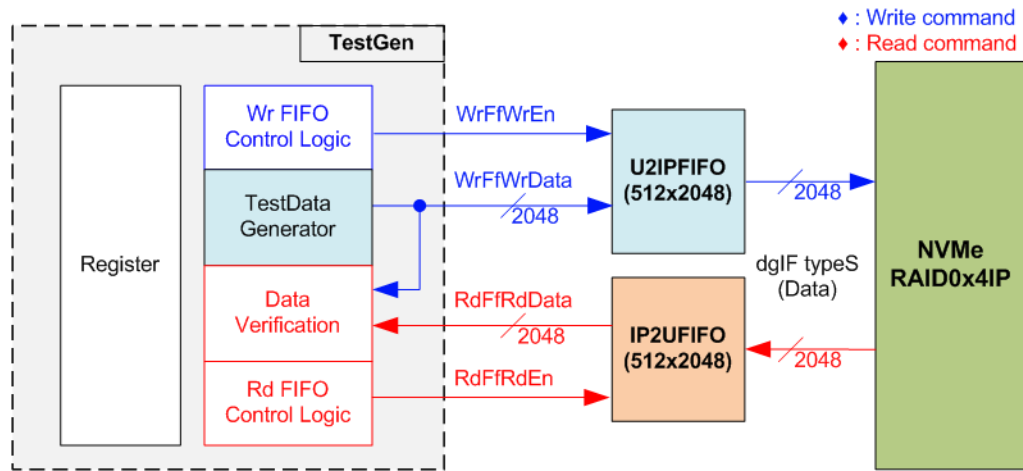 ♦ : Write command
♦ : Read command
TestGen
Register
Wr FIFO
Control Logic
TestData
Generator
Data
Verification
Rd FIFO
Control Logic
WrFfWrEn
WrFfWrData
2048
RdFfRdData
2048
RdFfRdEn
U2IPFIFO
(512x2048)
2048
dgIF typeS
(Data)
IP2UFIFO
(512x2048)
2048
NVMe
RAID0x4IP